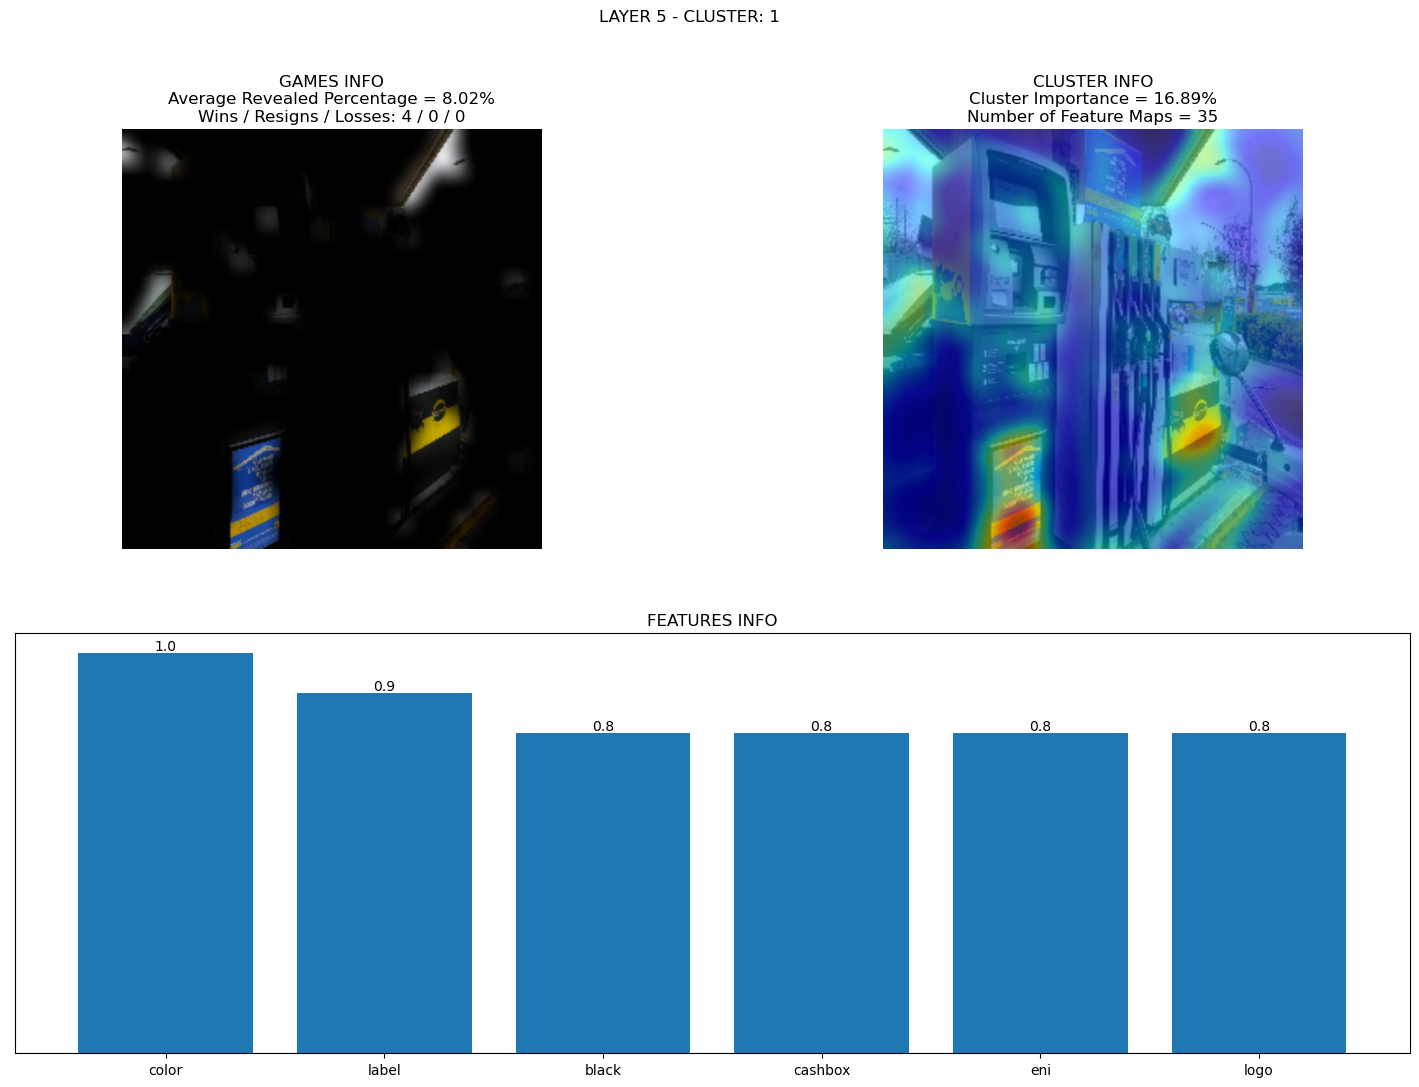 LAYER 5 - CLUSTER: 1
GAMES INFO
Average Revealed Percentage = 8.02%
Wins / Resigns / Losses: 4 / 0 / 0
CLUSTER INFO
Cluster Importance = 16.89%
Number of Feature Maps = 35
FEATURES INFO
1.0
0.9
0.8
0.8
0.8
0.8
color
label
black
cashbox
eni
logo